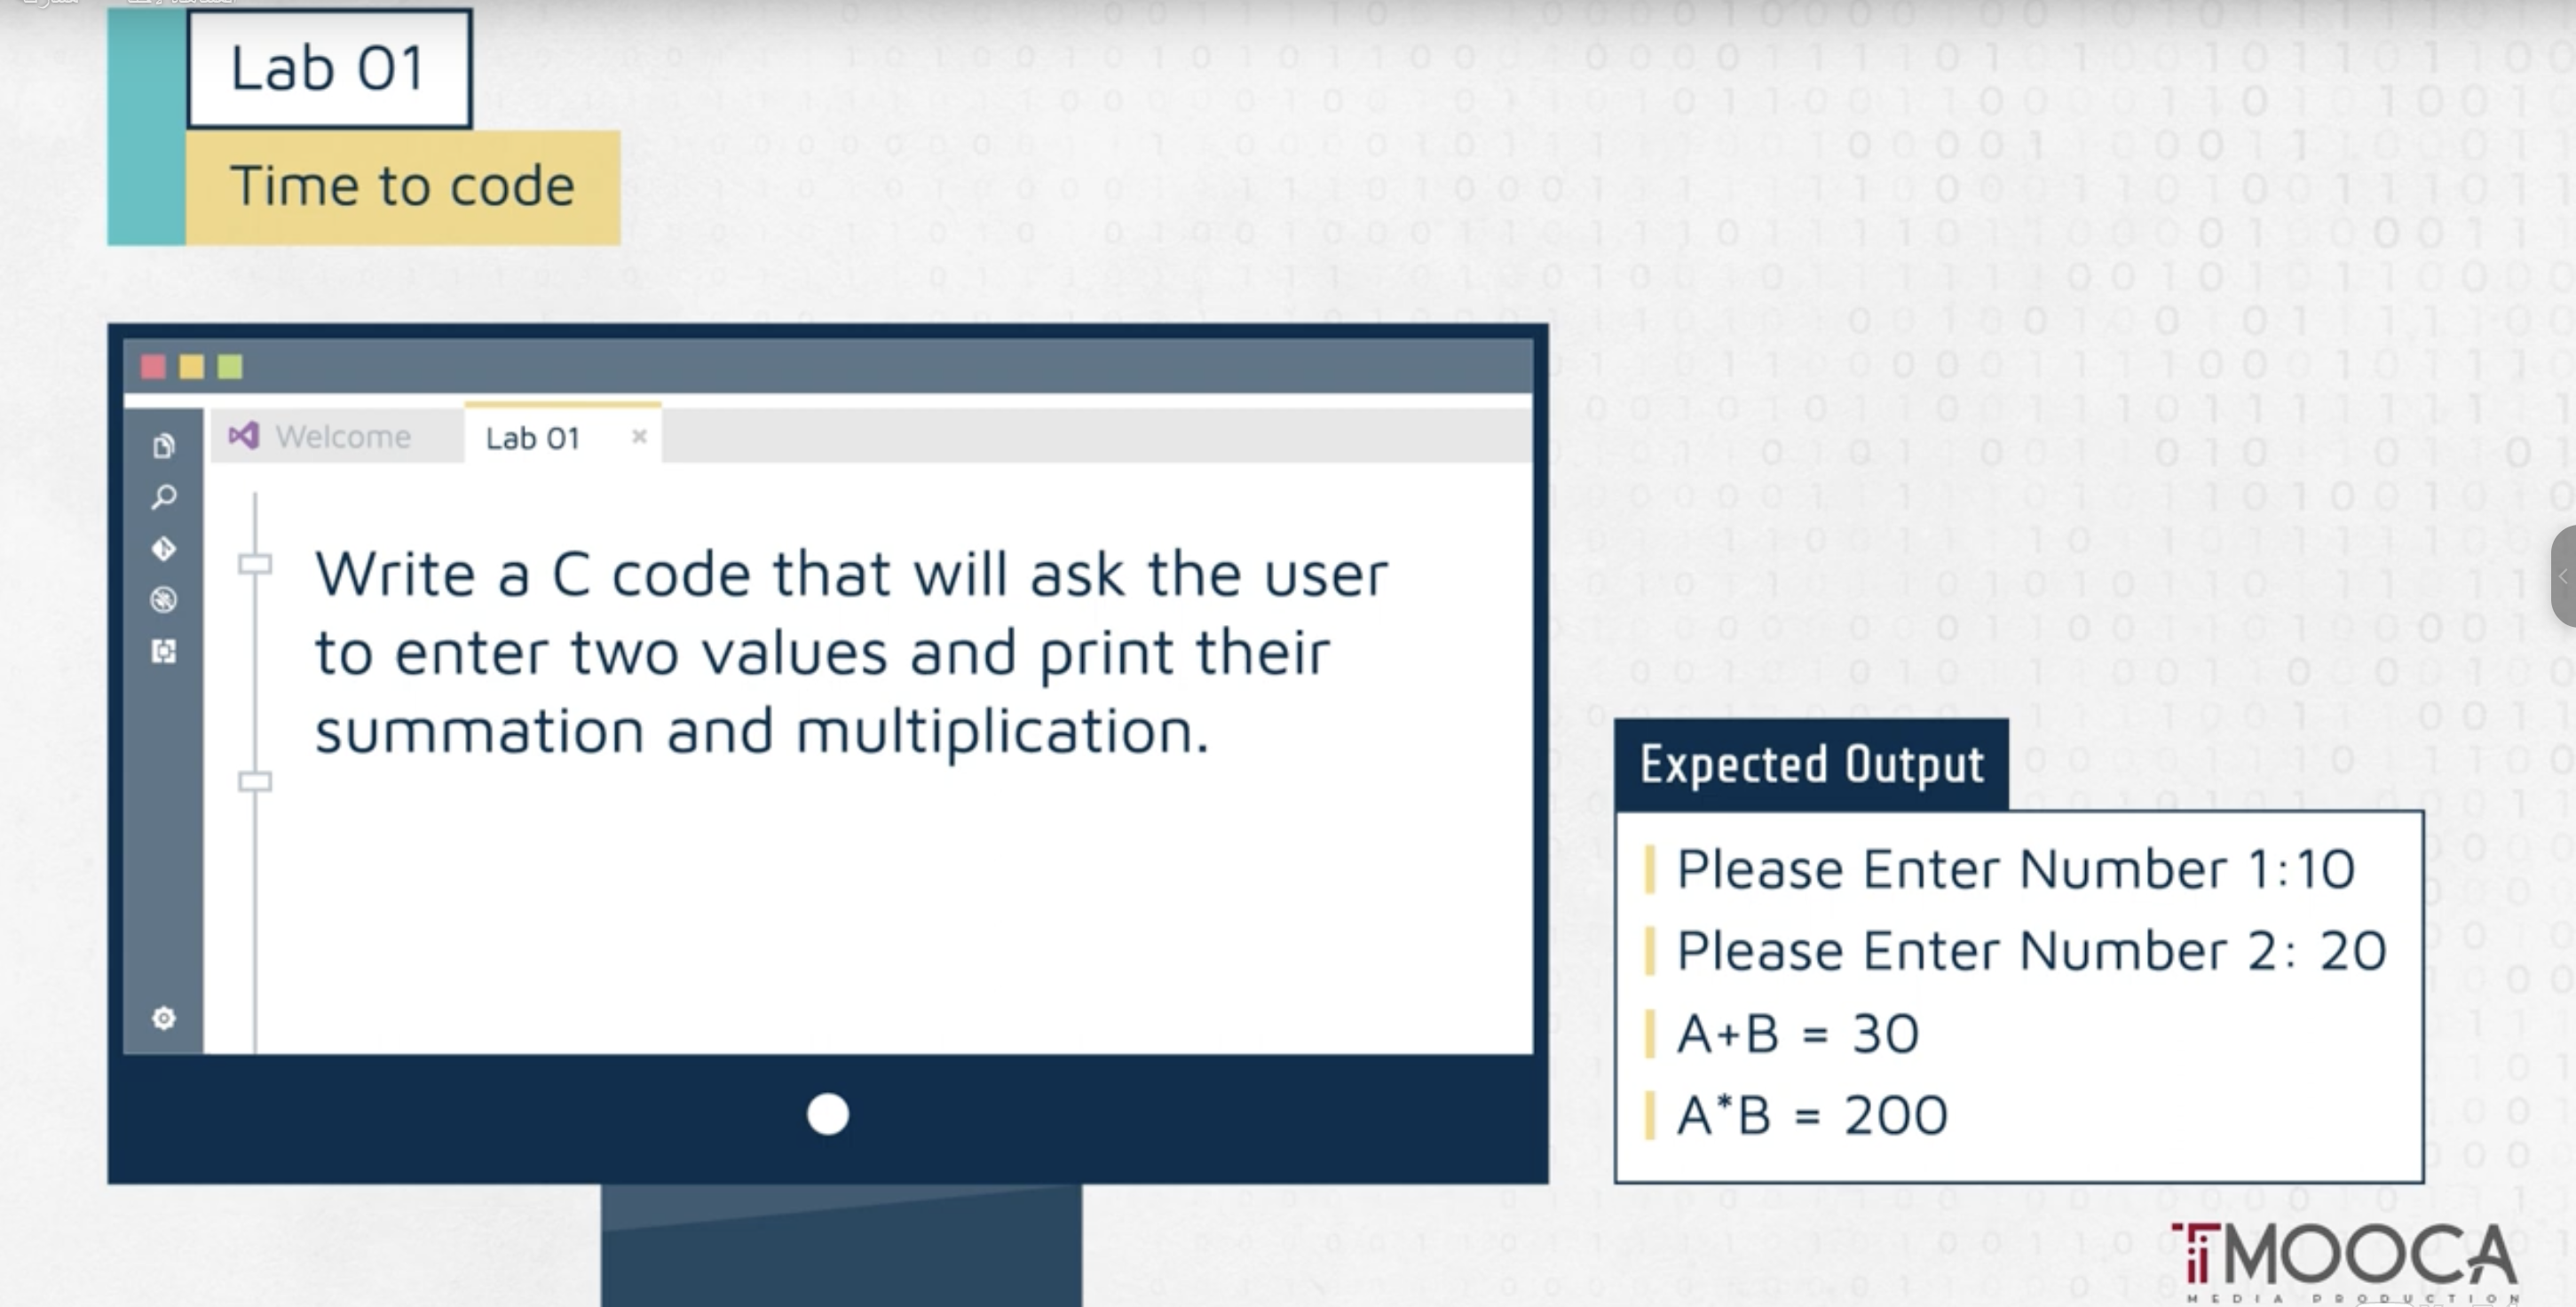 Lab 01
Time to code
Welcome
Lab 01
Write a C code that will ask the user
to enter two values and print their
summation and multiplication.
Expected Output
Please Enter Number 1:10
Please Enter Number 2: 20
A+B = 30
A*B = 200
iTiMOOCA
MEDIA PRODUCTION